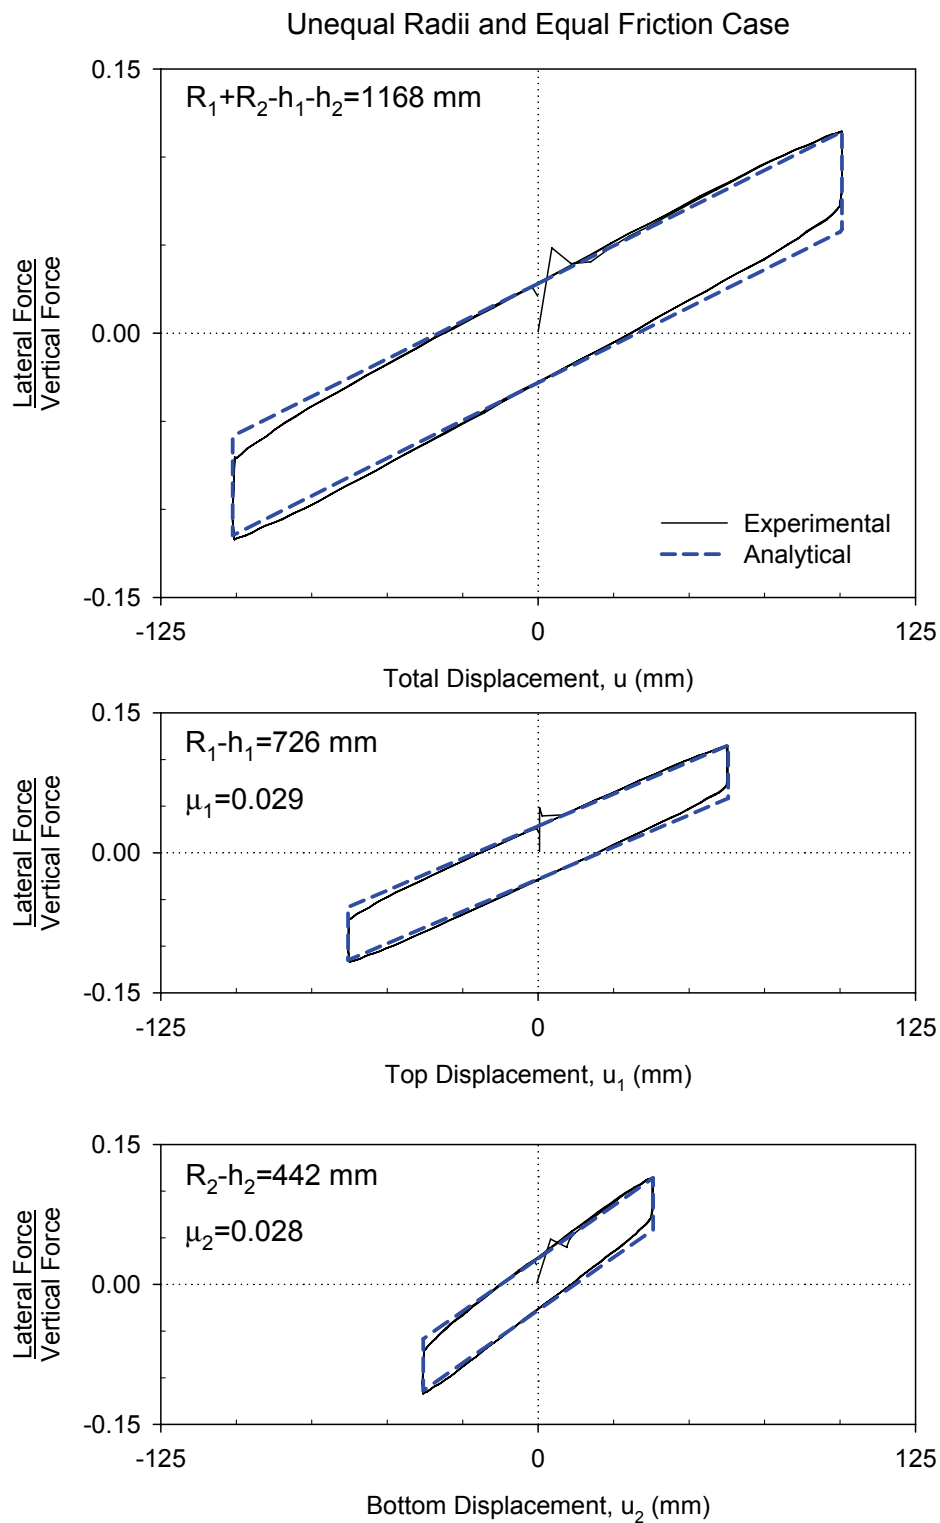 Unequal Radii and Equal Friction Case
0.15
R₁+R₂-h₁-h₂=1168 mm
Lateral Force
Vertical Force
0.00
Experimental
Analytical
-0.15
-125 0 125
Total Displacement, u (mm)
0.15
R₁-h₁=726 mm
μ₁=0.029
Lateral Force
Vertical Force
0.00
-0.15
-125 0 125
Top Displacement, u₁ (mm)
0.15
R₂-h₂=442 mm
μ₂=0.028
Lateral Force
Vertical Force
0.00
-0.15
-125 0 125
Bottom Displacement, u₂ (mm)